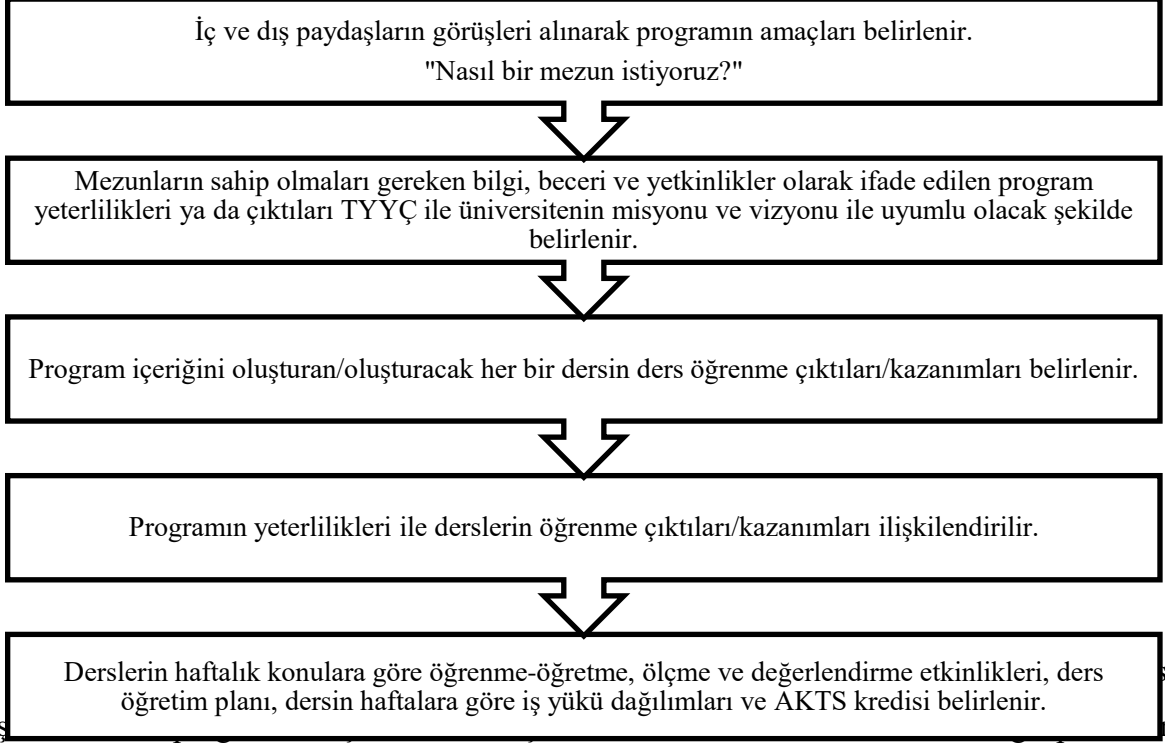 İç ve dış paydaşların görüşleri alınarak programın amaçları belirlenir.
"Nasıl bir mezun istiyoruz?"
Mezunların sahip olmaları gereken bilgi, beceri ve yetkinlikler olarak ifade edilen program
yeterlilikleri ya da çıktıları TYYÇ ile üniversitenin misyonu ve vizyonu ile uyumlu olacak şekilde
belirlenir.
Program içeriğini oluşturan/oluşturacak her bir dersin ders öğrenme çıktıları/kazanımları belirlenir.
Programın yeterlilikleri ile derslerin öğrenme çıktıları/kazanımları ilişkilendirilir.
Derslerin haftalık konulara göre öğrenme-öğretme, ölçme ve değerlendirme etkinlikleri, ders
öğretim planı, dersin haftalara göre iş yükü dağılımları ve AKTS kredisi belirlenir.